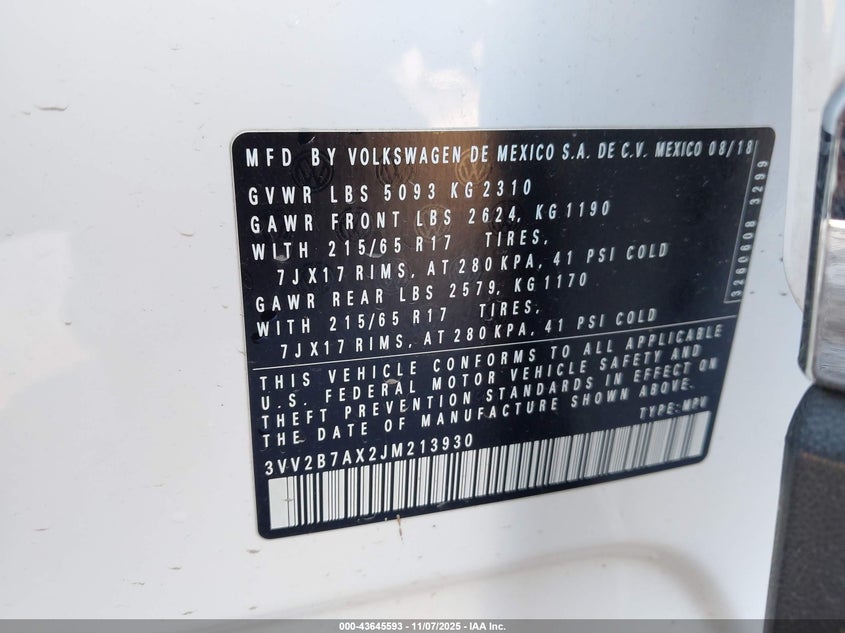 MFD BY VOLKSWAGEN DE MEXICO S.A. DE C.V. MEXICO 08/18
GVWR LBS 5093 KG 2310
GAWR FRONT LBS 2624, KG 1190
WITH 215/65 R17 TIRES,
7JX17 RIMS, AT 280 KPA, 41 PSI COLD
GAWR REAR LBS 2579, KG 1170
WITH 215/65 R17 TIRES,
7JX17 RIMS, AT 280 KPA, 41 PSI COLD
3260608 3299
THIS VEHICLE CONFORMS TO ALL APPLICABLE
U.S. FEDERAL MOTOR VEHICLE SAFETY AND
THEFT PREVENTION STANDARDS IN EFFECT ON
THE DATE OF MANUFACTURE SHOWN ABOVE.
TYPE: MPV
3VV2B7AX2JM213930
000-43645593 - 11/07/2025 - IAA Inc.